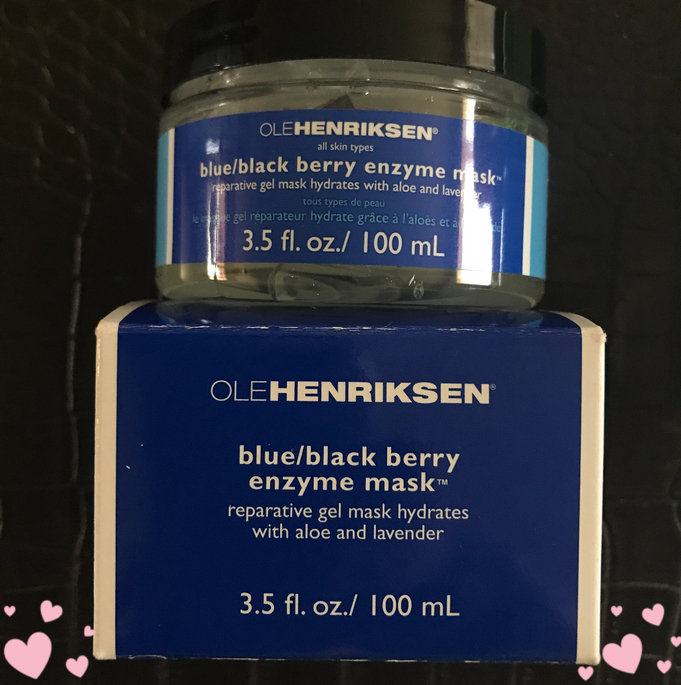 OLEHENRIKSEN®
all skin types
blue/black berry enzyme mask™
reparative gel mask hydrates with aloe and lavender
tous types de peau
le masque gel réparateur hydrate grâce à l'aloès et à
3.5 fl. oz./ 100 mL
OLEHENRIKSEN®
blue/black berry
enzyme mask™
reparative gel mask hydrates
with aloe and lavender
3.5 fl. oz./ 100 mL